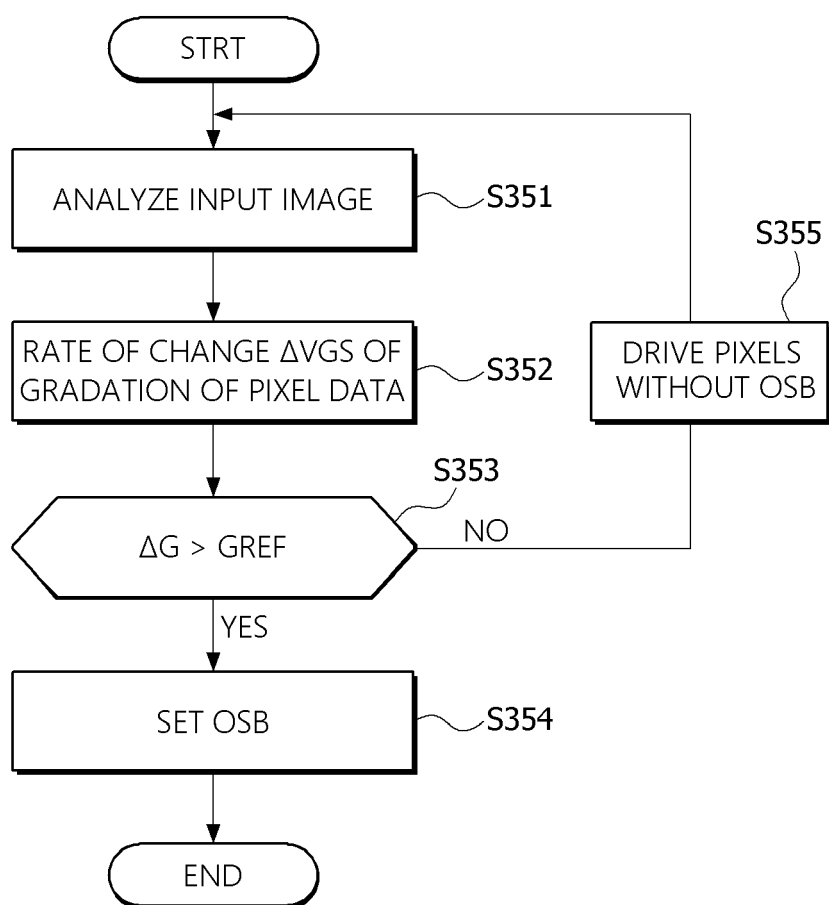 STRT
ANALYZE INPUT IMAGE
S351
S355
RATE OF CHANGE ΔVGS OF
GRADATION OF PIXEL DATA
S352
DRIVE PIXELS
WITHOUT OSB
S353
ΔG > GREF
NO
YES
SET OSB
S354
END